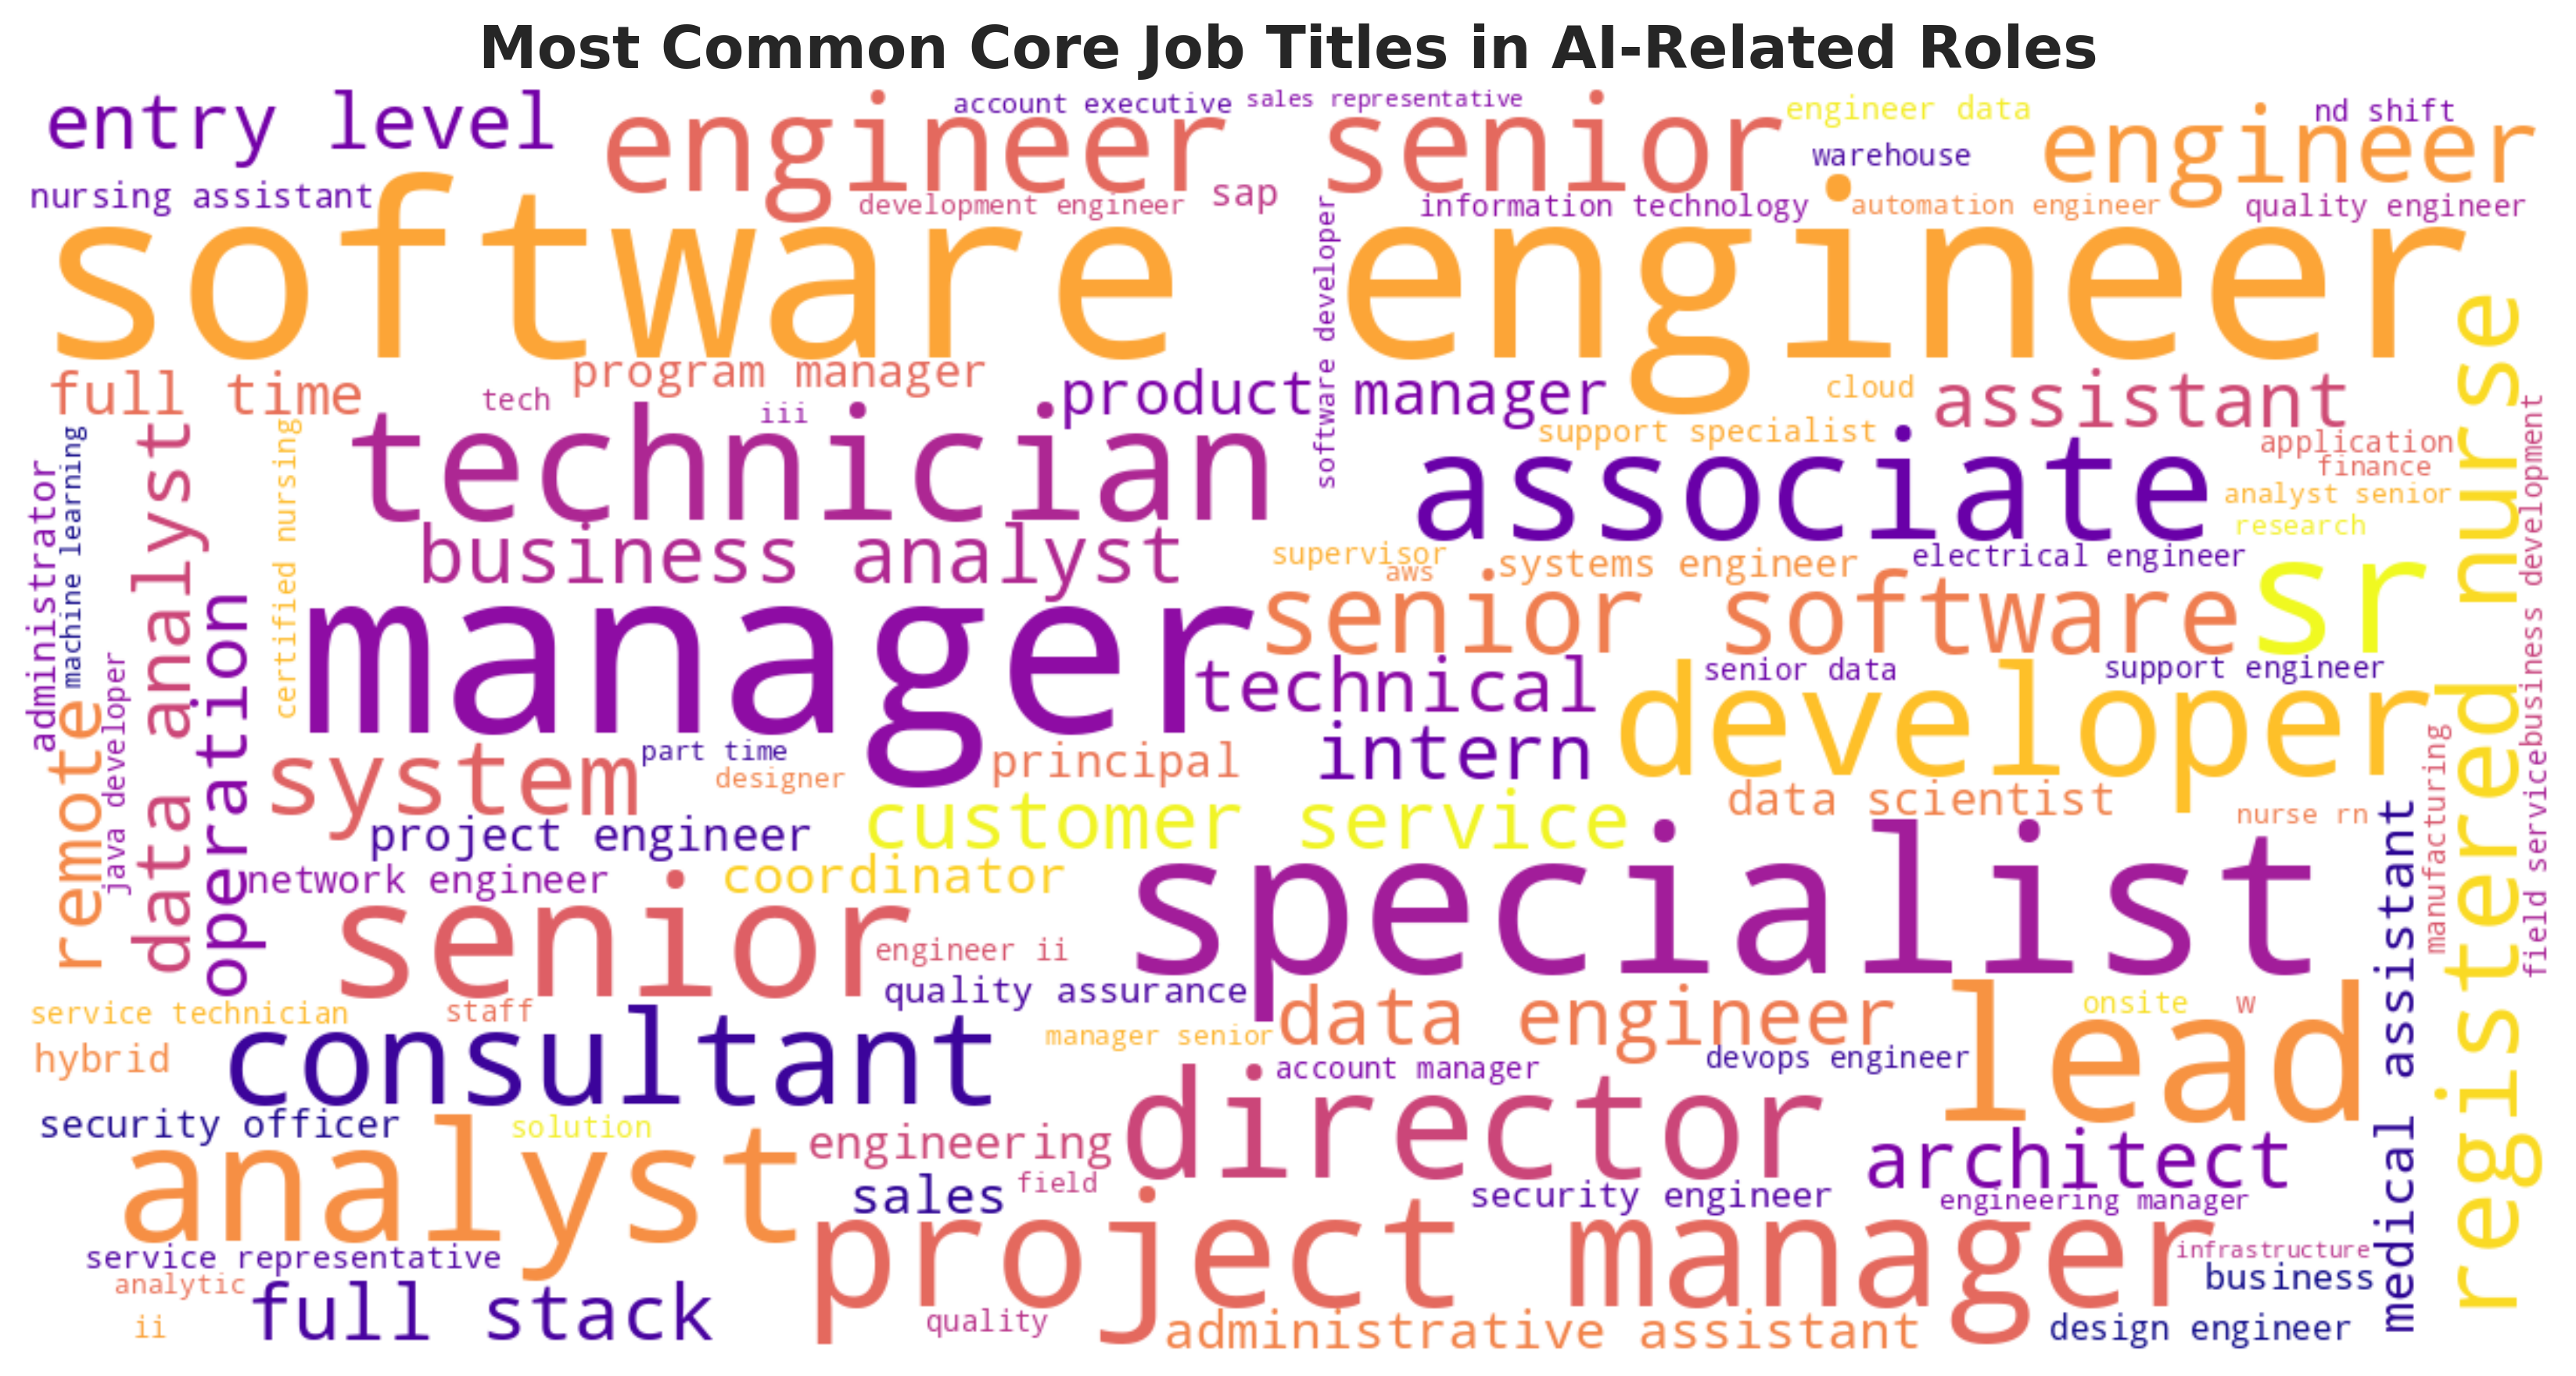 Most Common Core Job Titles in AI-Related Roles
entry level
engineer senior
account executive
sales representative
engineer data
nd shift
engineer
warehouse
nursing assistant
development engineer
sap
information technology
automation engineer
quality engineer
software engineer
software developer
full time
program manager
tech
iii
product manager
cloud
assistant
technician
support specialist
associate
application
finance
analyst senior
research
registered nurse
business development
administrator
machine learning
data analyst
certified nursing
business analyst
supervisor
aws
systems engineer
electrical engineer
operation
manager
senior software
sr
java developer
technical
senior data
support engineer
developer
remote
system
part time
designer
principal
intern
manufacturing
field service
customer service
data scientist
nurse rn
medical assistant
project engineer
network engineer
coordinator
specialist
senior
engineer ii
quality assurance
service technician
staff
manager senior
data engineer
lead
onsite
w
hybrid
consultant
account manager
devops engineer
director
security officer
solution
engineering
analyst
architect
sales
field
security engineer
engineering manager
project manager
service representative
analytic
ii
full stack
quality
administrative assistant
infrastructure
business
design engineer